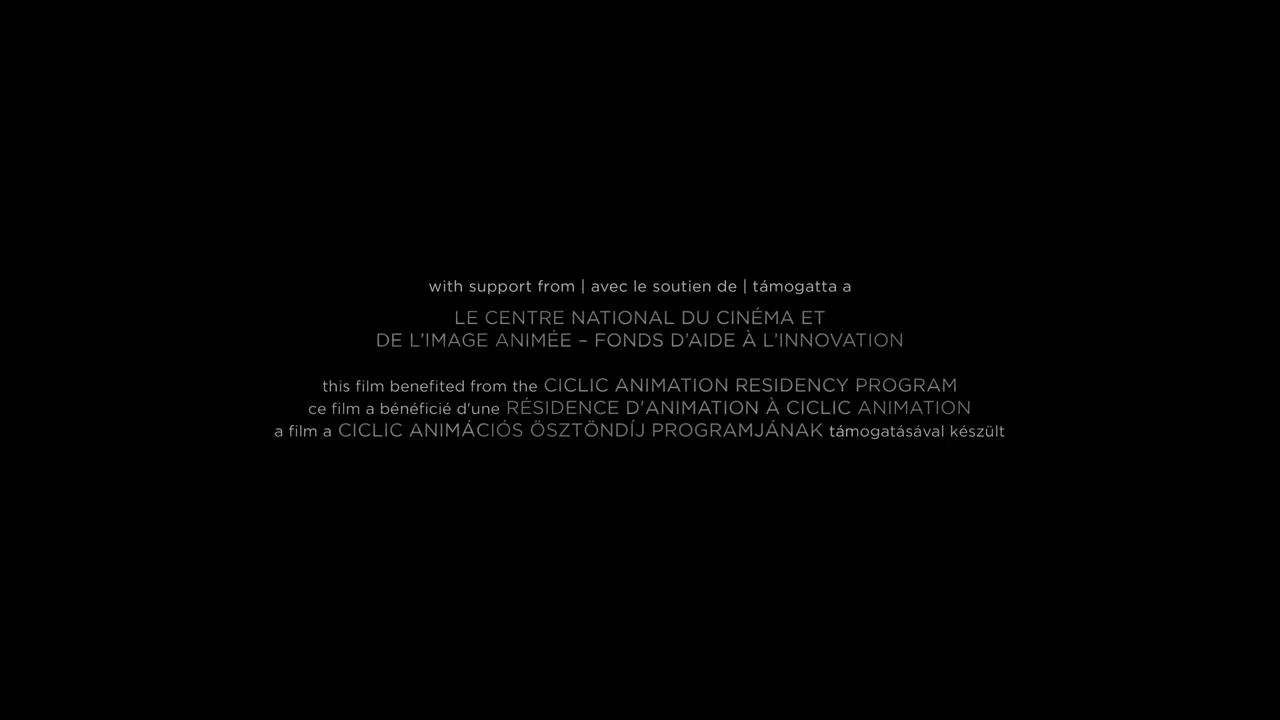 with support from | avec le soutien de | támogatta a
LE CENTRE NATIONAL DU CINÉMA ET
DE L’IMAGE ANIMÉE – FONDS D’AIDE À L’INNOVATION
this film benefited from the CICLIC ANIMATION RESIDENCY PROGRAM
ce film a bénéficié d'une RÉSIDENCE D'ANIMATION À CICLIC ANIMATION
a film a CICLIC ANIMÁCIÓS ÖSZTÖNDÍJ PROGRAMJÁNAK támogatásával készült